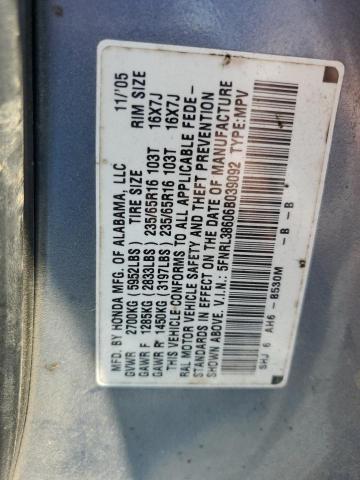 MFD. BY HONDA MFG. OF ALABAMA, LLC 11/'05
TIRE SIZE RIM SIZE
GVWR 2700KG (5952LBS)
GAWR F 1285KG (2833LBS) 235/65R16 103T 16X7J
GAWR R 1450KG (3197LBS) 235/65R16 103T 16X7J
THIS VEHICLE CONFORMS TO ALL APPLICABLE FEDE-
RAL MOTOR VEHICLE SAFETY AND THEFT PREVENTION
STANDARDS IN EFFECT ON THE DATE OF MANUFACTURE
SHOWN ABOVE. V.I.N.: 5FNRL38606B039092 TYPE:MPV
SHJ 6 AH6 - B530M - B - B